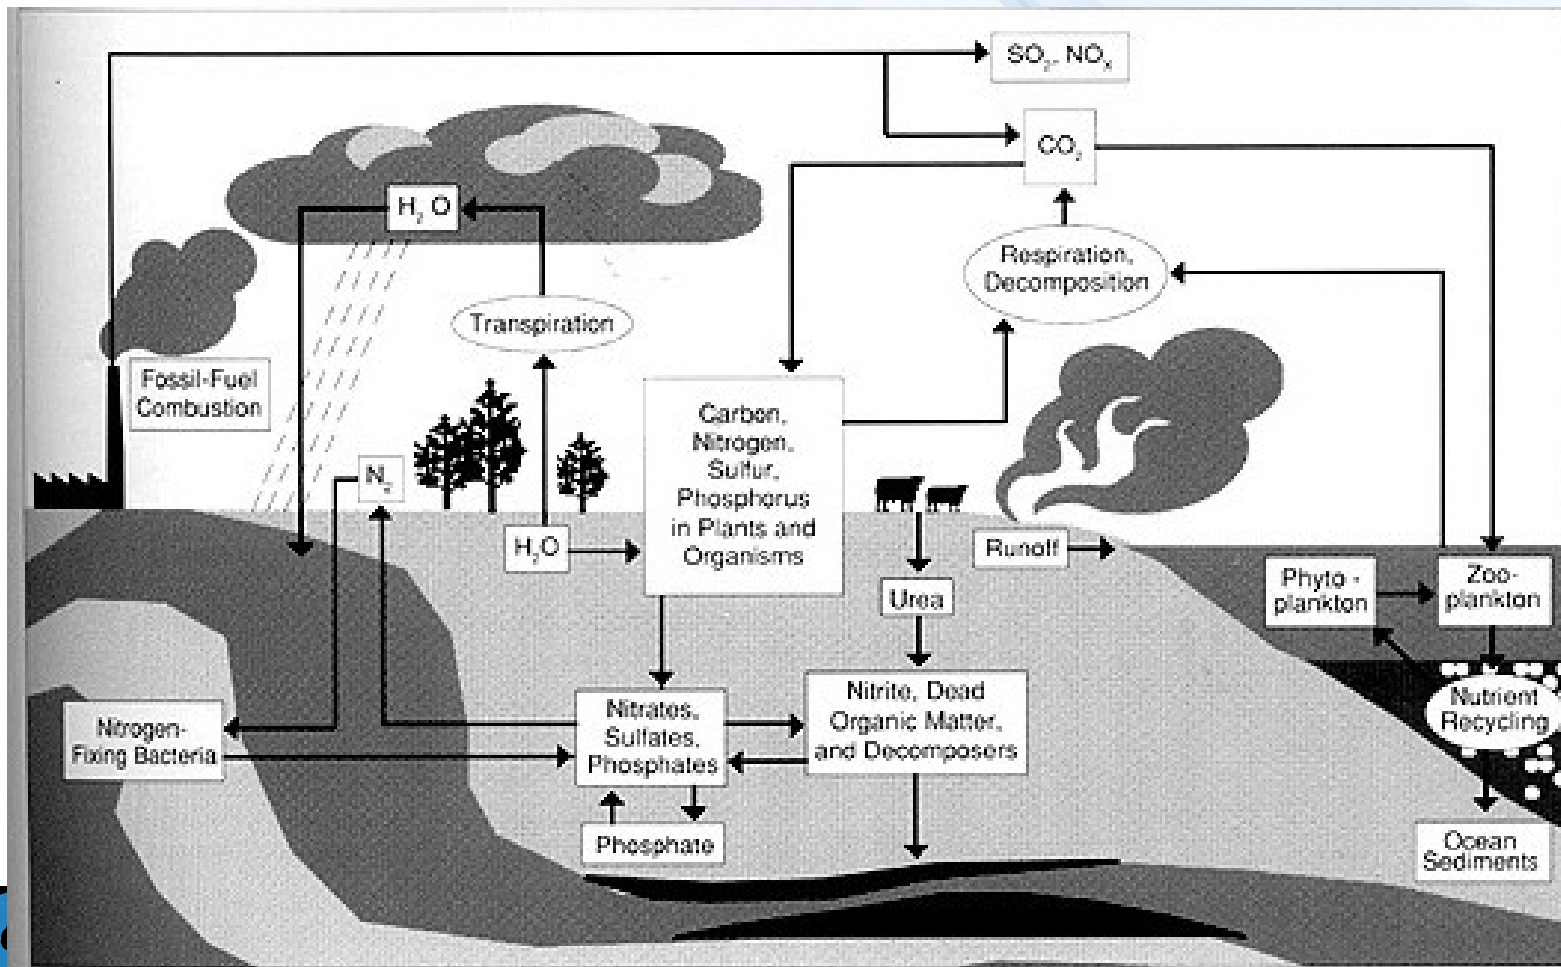 SO₂- NOₓ
CO₂
H₂O
Respiration,
Decomposition
Transpiration
Fossil-Fuel
Combustion
Carbon,
Nitrogen,
Sulfur,
Phosphorus
in Plants and
Organisms
N₂
H₂O
Runoff
Urea
Phyto-
plankton
Zoo-
plankton
Nitrogen-
Fixing Bacteria
Nitrates,
Sulfates,
Phosphates
Nitrite, Dead
Organic Matter,
and Decomposers
Nutrient
Recycling
Phosphate
Ocean
Sediments